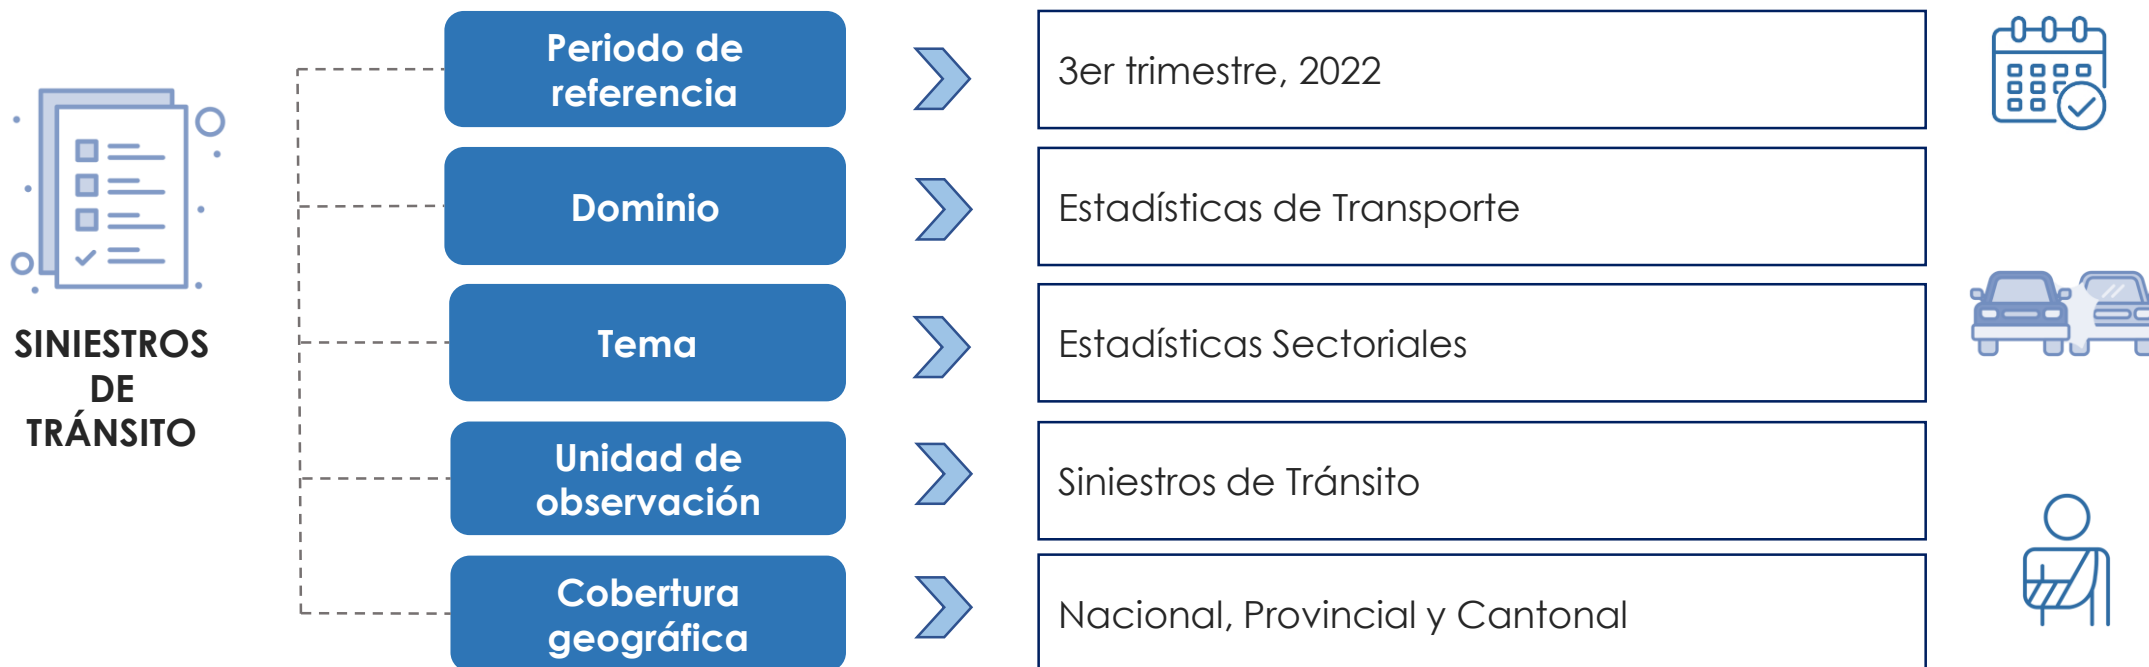 SINIESTROS
DE
TRÁNSITO
Periodo de
referencia
3er trimestre, 2022
Dominio
Estadísticas de Transporte
Tema
Estadísticas Sectoriales
Unidad de
observación
Siniestros de Tránsito
Cobertura
geográfica
Nacional, Provincial y Cantonal